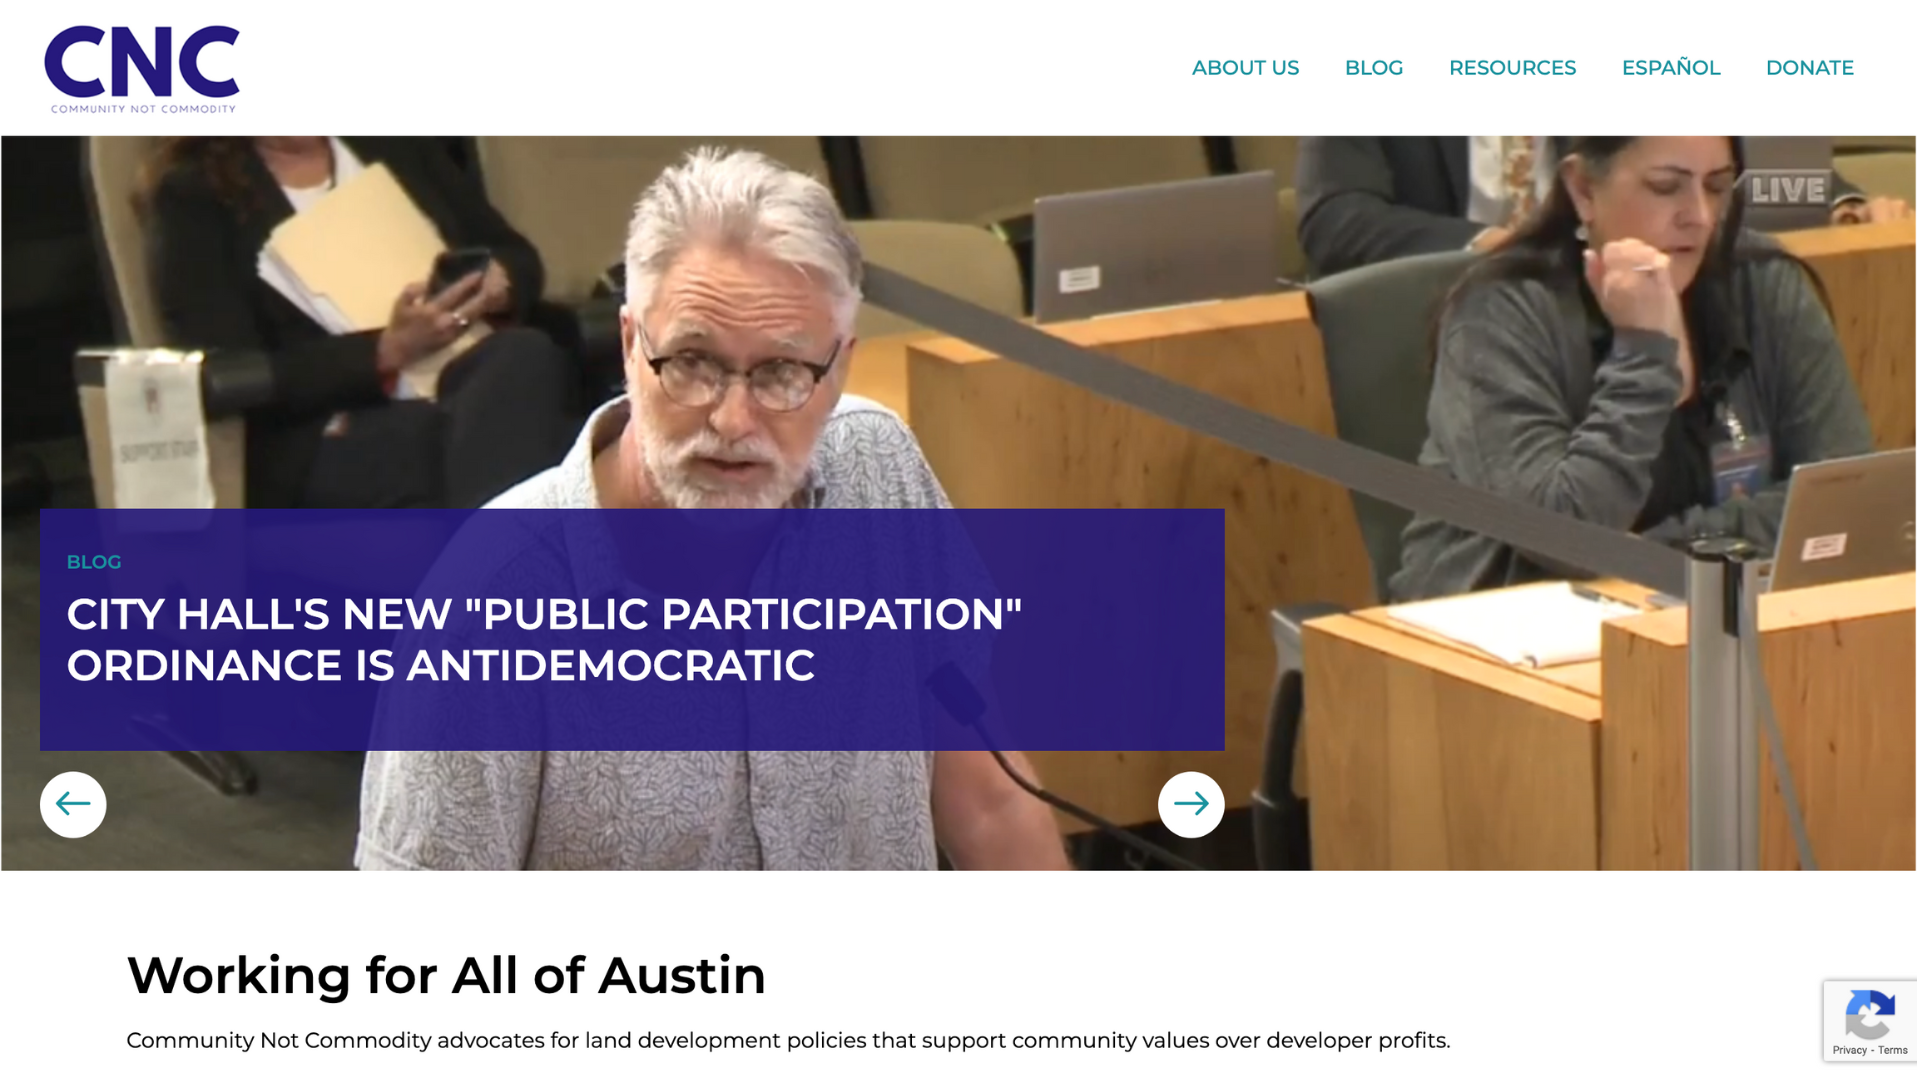 CNC
COMMUNITY NOT COMMODITY
ABOUT US
BLOG
RESOURCES
ESPAÑOL
DONATE
LIVE
SUPPORT STAFF
BLOG
CITY HALL'S NEW "PUBLIC PARTICIPATION"
ORDINANCE IS ANTIDEMOCRATIC
Working for All of Austin
Community Not Commodity advocates for land development policies that support community values over developer profits.
Privacy - Terms